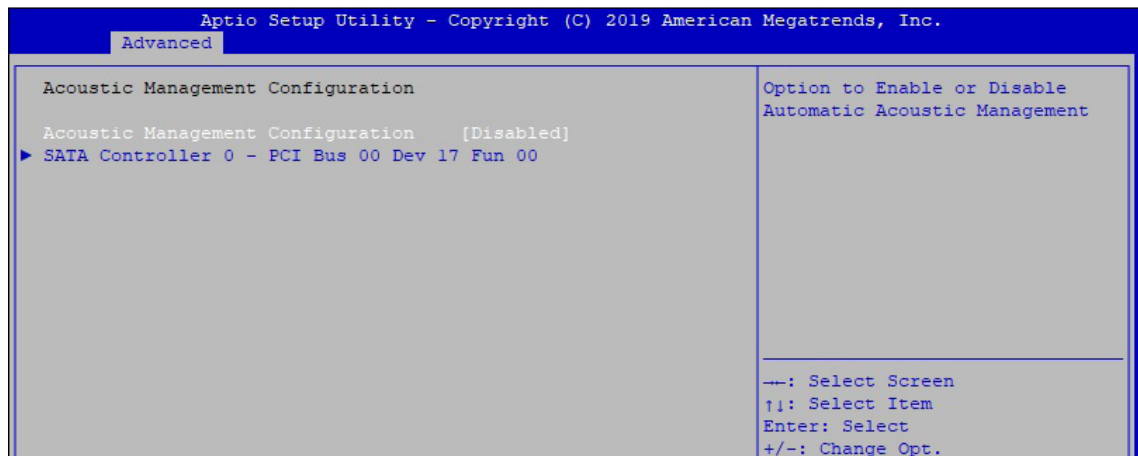 Aptio Setup Utility - Copyright (C) 2019 American Megatrends, Inc.
Advanced
Acoustic Management Configuration
Acoustic Management Configuration [Disabled]
► SATA Controller 0 - PCI Bus 00 Dev 17 Fun 00
Option to Enable or Disable
Automatic Acoustic Management
→←: Select Screen
↑↓: Select Item
Enter: Select
+/-: Change Opt.